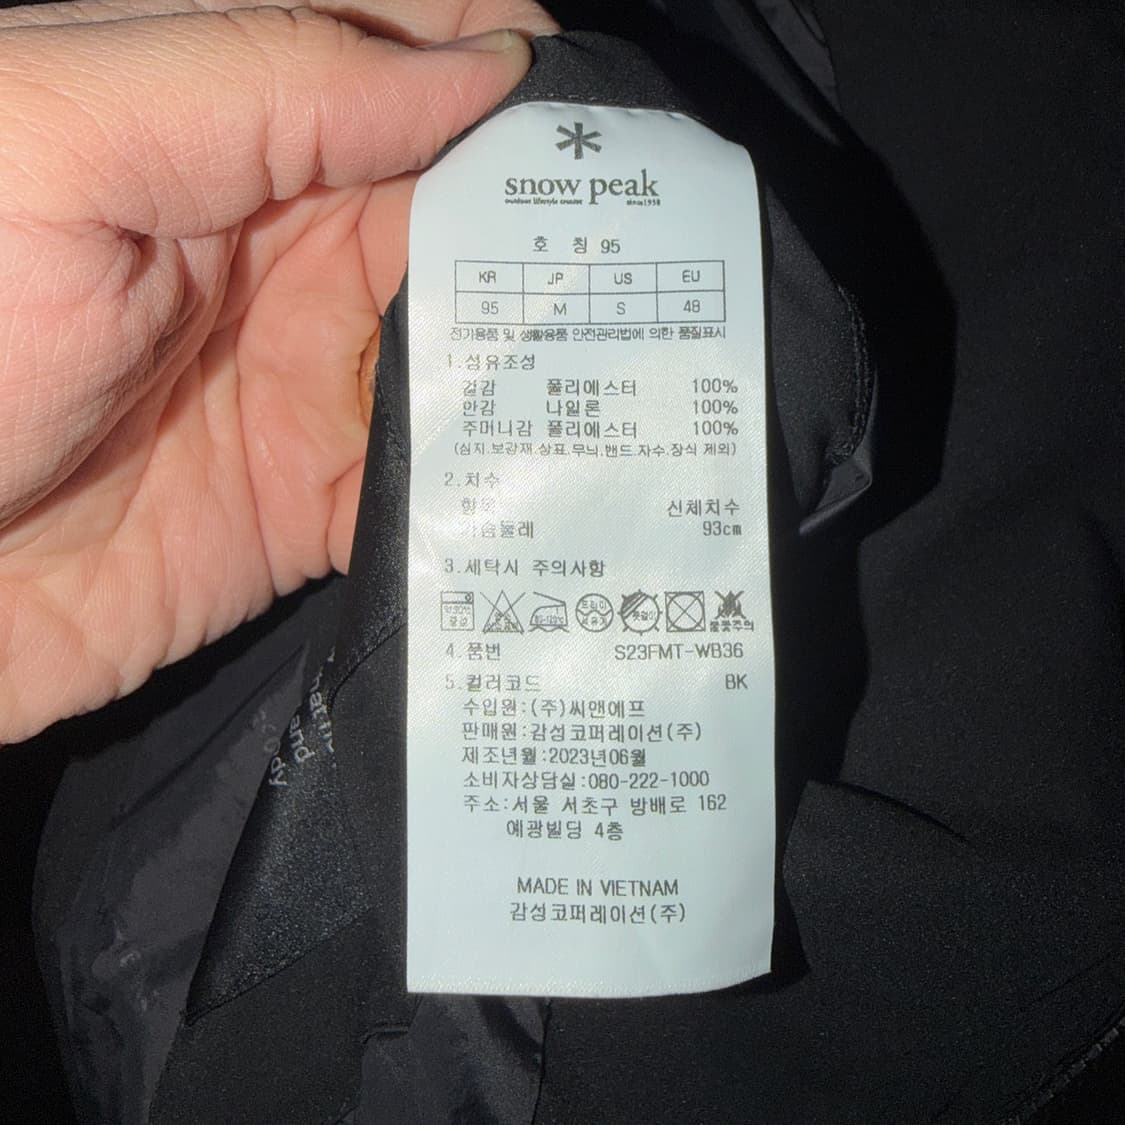 snow peak
outdoor lifestyle creator since 1958
호 칭 95
KR JP US EU
95 M S 48
전기용품 및 생활용품 안전관리법에 의한 품질표시
1.섬유조성
겉감 폴리에스터 100%
안감 나일론 100%
주머니감 폴리에스터 100%
(심지.보강재.상표.무늬.밴드.자수.장식 제외)
2.치수
항목 신체치수
가슴둘레 93cm
3.세탁시 주의사항
4.품번 S23FMT-WB36
5.컬러코드 BK
수입원:(주)씨앤에프
판매원:감성코퍼레이션(주)
제조년월:2023년06월
소비자상담실:080-222-1000
주소:서울 서초구 방배로 162
예광빌딩 4층
MADE IN VIETNAM
감성코퍼레이션(주)
and